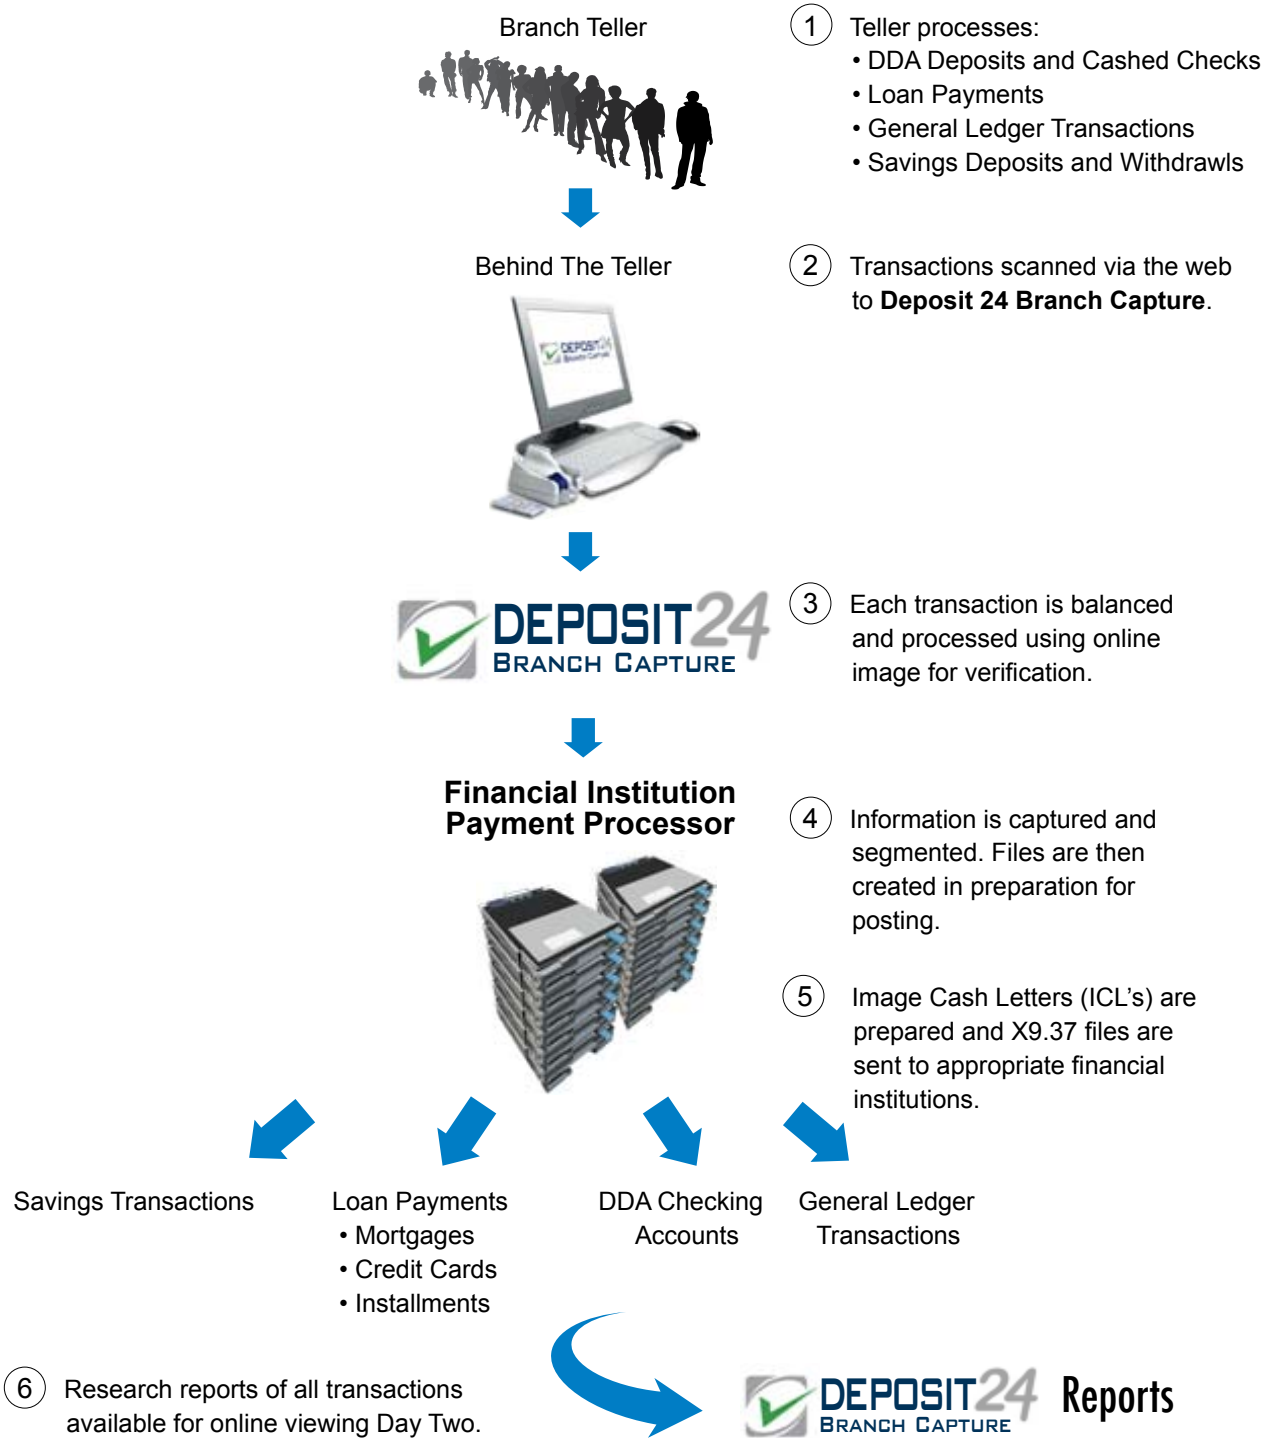 Branch Teller
1 Teller processes:
• DDA Deposits and Cashed Checks
• Loan Payments
• General Ledger Transactions
• Savings Deposits and Withdrawls
Behind The Teller
2 Transactions scanned via the web
to Deposit 24 Branch Capture.
DEPOSIT24
BRANCH CAPTURE
DEPOSIT24
BRANCH CAPTURE
3 Each transaction is balanced
and processed using online
image for verification.
Financial Institution
Payment Processor
4 Information is captured and
segmented. Files are then
created in preparation for
posting.
5 Image Cash Letters (ICL's) are
prepared and X9.37 files are
sent to appropriate financial
institutions.
Savings Transactions
Loan Payments
• Mortgages
• Credit Cards
• Installments
DDA Checking
Accounts
General Ledger
Transactions
6 Research reports of all transactions
available for online viewing Day Two.
DEPOSIT24 Reports
BRANCH CAPTURE